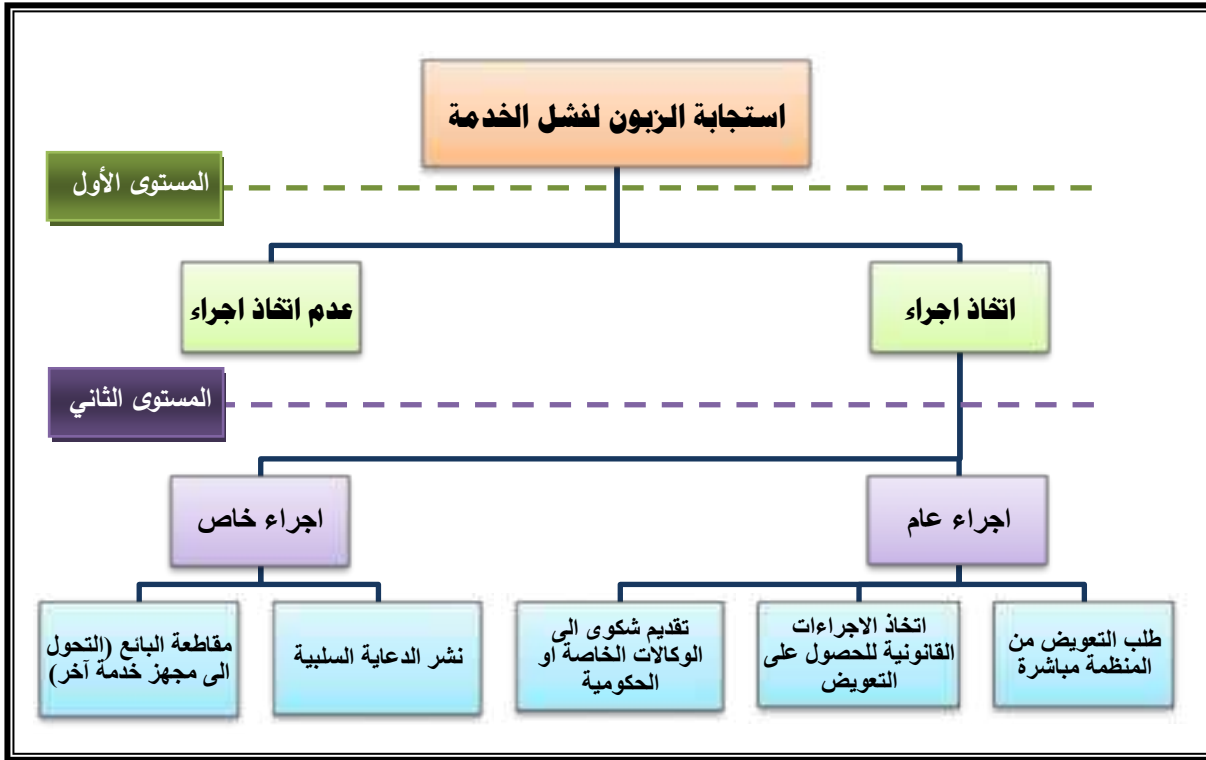 استجابة الزبون لفشل الخدمة
المستوى الأول
اتخاذ اجراء
عدم اتخاذ اجراء
المستوى الثاني
اجراء عام
اجراء خاص
طلب التعويض من
المنظمة مباشرة
اتخاذ الاجراءات
القانونية للحصول على
التعويض
تقديم شكوى الى
الوكالات الخاصة او
الحكومية
نشر الدعاية السلبية
مقاطعة البائع (التحول
الى مجهز خدمة آخر)